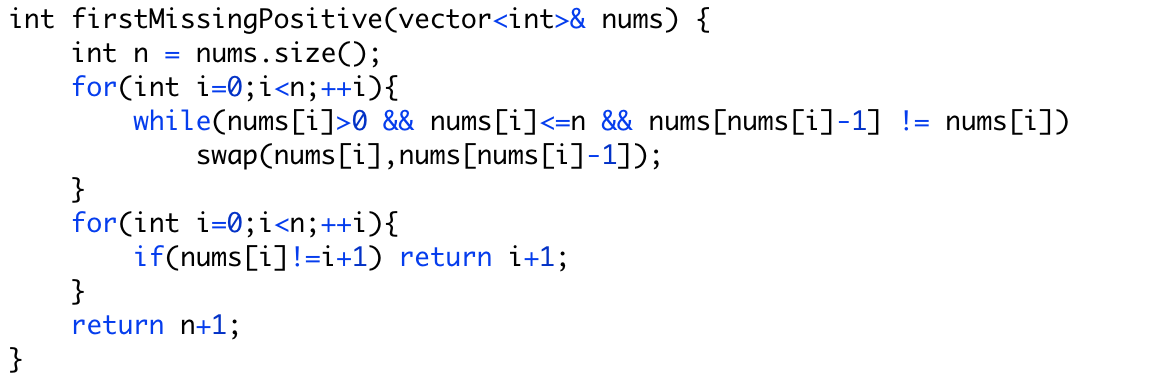 int firstMissingPositive(vector<int>& nums) {
    int n = nums.size();
    for(int i=0;i<n;++i){
        while(nums[i]>0 && nums[i]<=n && nums[nums[i]-1] != nums[i])
            swap(nums[i],nums[nums[i]-1]);
    }
    for(int i=0;i<n;++i){
        if(nums[i]!=i+1) return i+1;
    }
    return n+1;
}